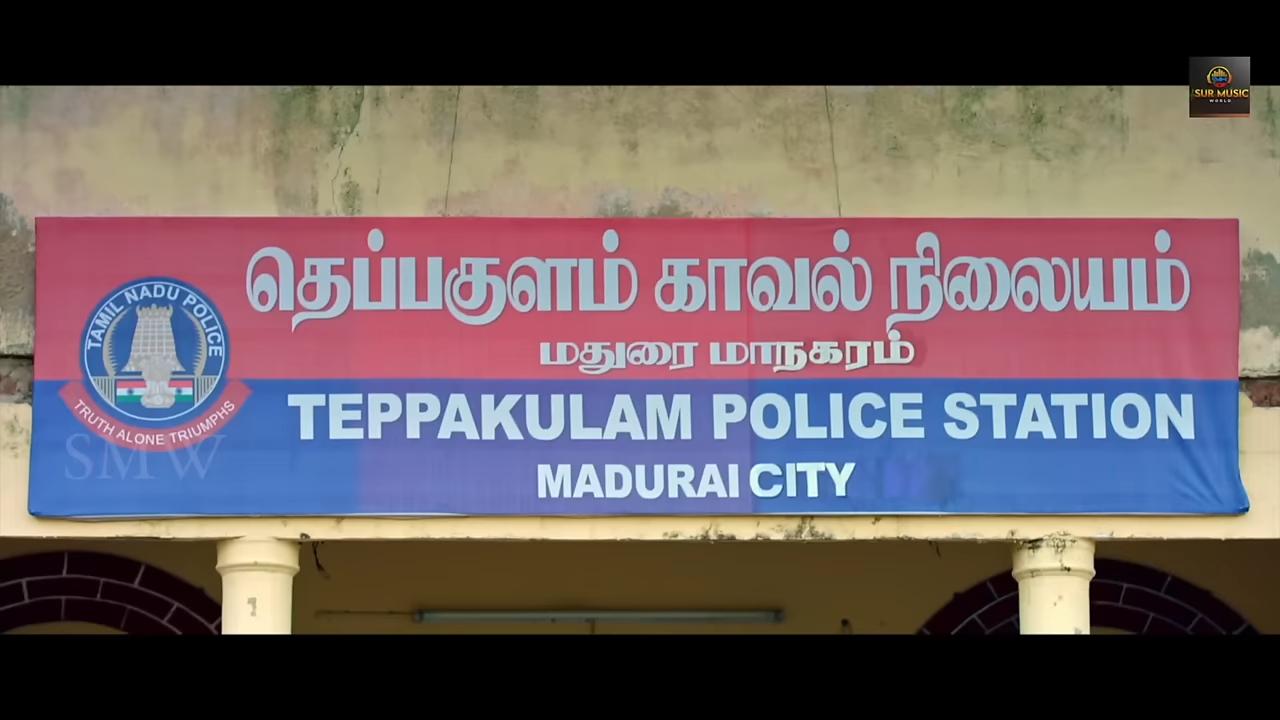 SUR MUSIC
WORLD
தெப்பகுளம் காவல் நிலையம்
மதுரை மாநகரம்
TAMIL NADU POLICE
TRUTH ALONE TRIUMPHS
SMW
TEPPAKULAM POLICE STATION
MADURAI CITY